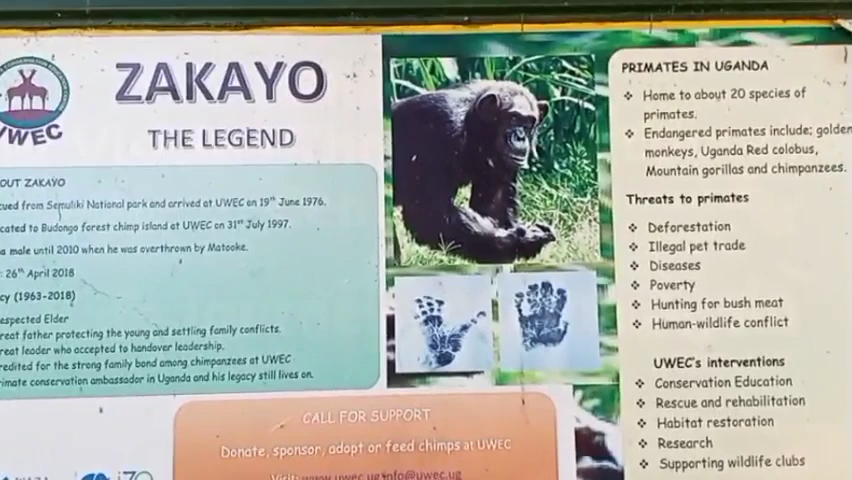 UWEC
ZAKAYO
THE LEGEND
OUT ZAKAYO
cued from Semuliki National park and arrived at UWEC on 19th June 1976.
cated to Budongo forest chimp island at UWEC on 31st July 1997.
a male until 2010 when he was overthrown by Matooke.
: 26th April 2018
cy (1963-2018)
espected Elder
reat father protecting the young and settling family conflicts.
reat leader who accepted to handover leadership.
redited for the strong family bond among chimpanzees at UWEC
rimate conservation ambassador in Uganda and his legacy still lives on.
CALL FOR SUPPORT
Donate, sponsor, adopt or feed chimps at UWEC
Visit: www.uwec.ug info@uwec.ug
PRIMATES IN UGANDA
❖ Home to about 20 species of
primates.
❖ Endangered primates include; golden
monkeys, Uganda Red colobus,
Mountain gorillas and chimpanzees.
Threats to primates
❖ Deforestation
❖ Illegal pet trade
❖ Diseases
❖ Poverty
❖ Hunting for bush meat
❖ Human-wildlife conflict
UWEC's interventions
❖ Conservation Education
❖ Rescue and rehabilitation
❖ Habitat restoration
❖ Research
❖ Supporting wildlife clubs